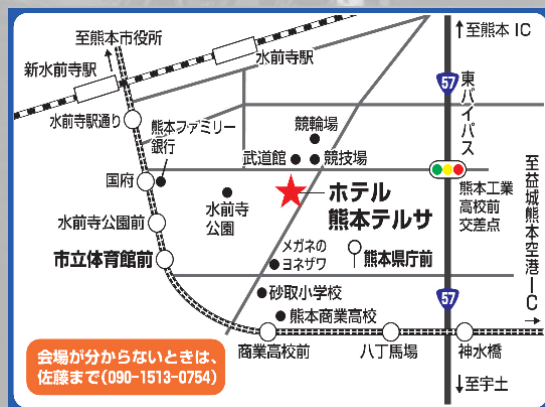 至熊本市役所
新水前寺駅
水前寺駅
水前寺駅通り
熊本ファミリー
銀行
競輪場
武道館
競技場
国府
水前寺
公園
ホテル
熊本テルサ
水前寺公園前
市立体育館前
メガネの
ヨネザワ
熊本県庁前
砂取小学校
熊本商業高校
商業高校前
八丁馬場
神水橋
↑至熊本IC
57
東バイパス
熊本工業
高校前
交差点
至益城熊本空港IC→
57
↓至宇土
会場が分からないときは、
佐藤まで(090-1513-0754)